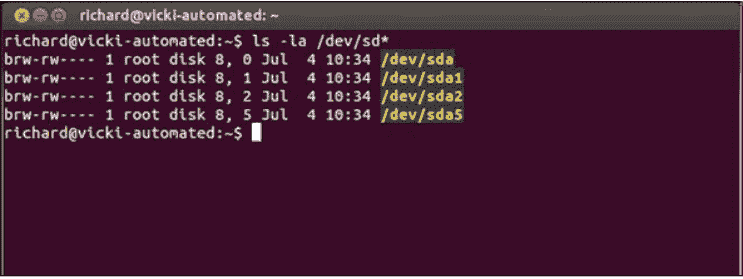 richard@vicki-automated: ~
richard@vicki-automated:~$ ls -la /dev/sd*
brw-rw---- 1 root disk 8, 0 Jul  4 10:34 /dev/sda
brw-rw---- 1 root disk 8, 1 Jul  4 10:34 /dev/sda1
brw-rw---- 1 root disk 8, 2 Jul  4 10:34 /dev/sda2
brw-rw---- 1 root disk 8, 5 Jul  4 10:34 /dev/sda5
richard@vicki-automated:~$